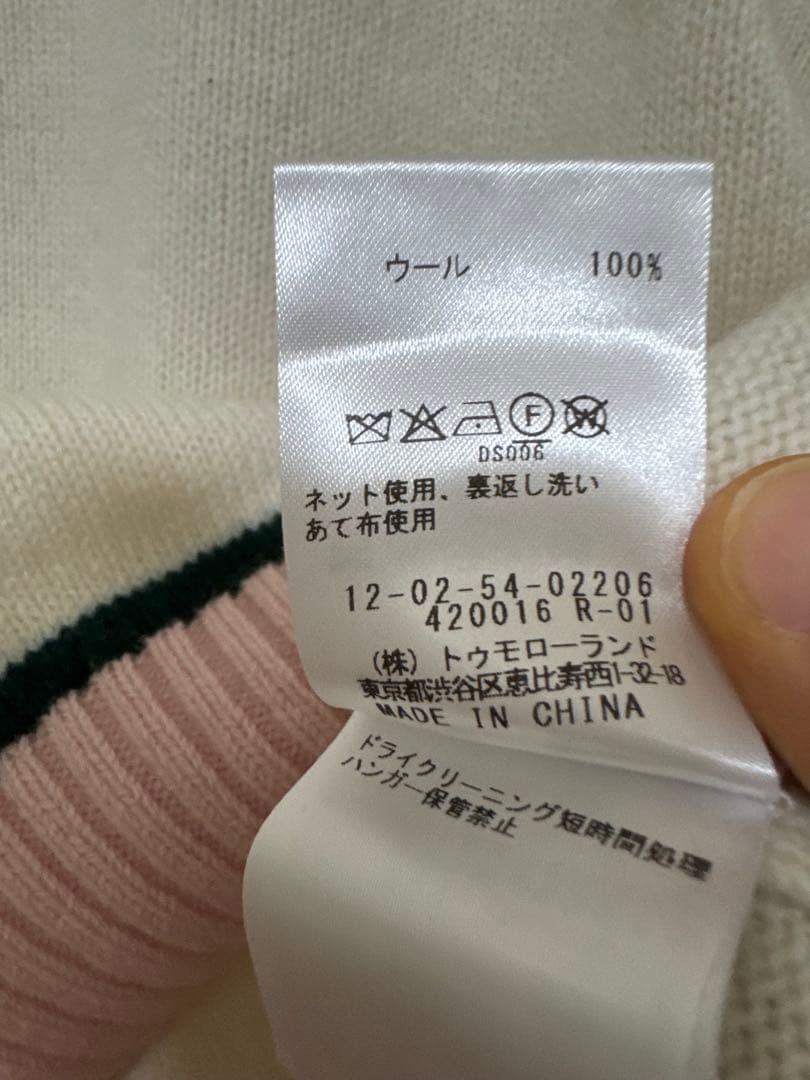 ウール 100%
F W
DS006
ネット使用、裏返し洗い
あて布使用
12-02-54-02206
420016 R-01
(株) トゥモローランド
東京都渋谷区恵比寿西1-32-18
MADE IN CHINA
ドライクリーニング短時間処理
ハンガー保管禁止